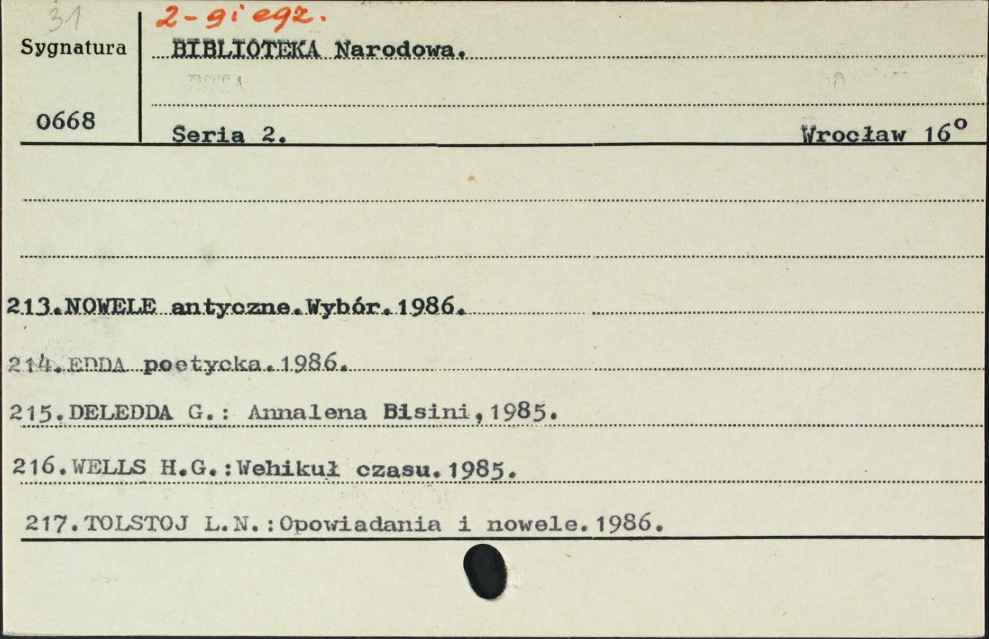 31
2-gi egz.
Sygnatura
BIBLIOTEKA Narodowa.
0668
Seria 2. Wrocław 16°
213.NOWELE antyczne.Wybór.1986.
214.EDDA poetycka.1986.
215.DELEDDA G.: Annalena Bisini,1985.
216.WELLS H.G.:Wehikuł czasu.1985.
217.TOLSTOJ L.N.:Opowiadania i nowele.1986.